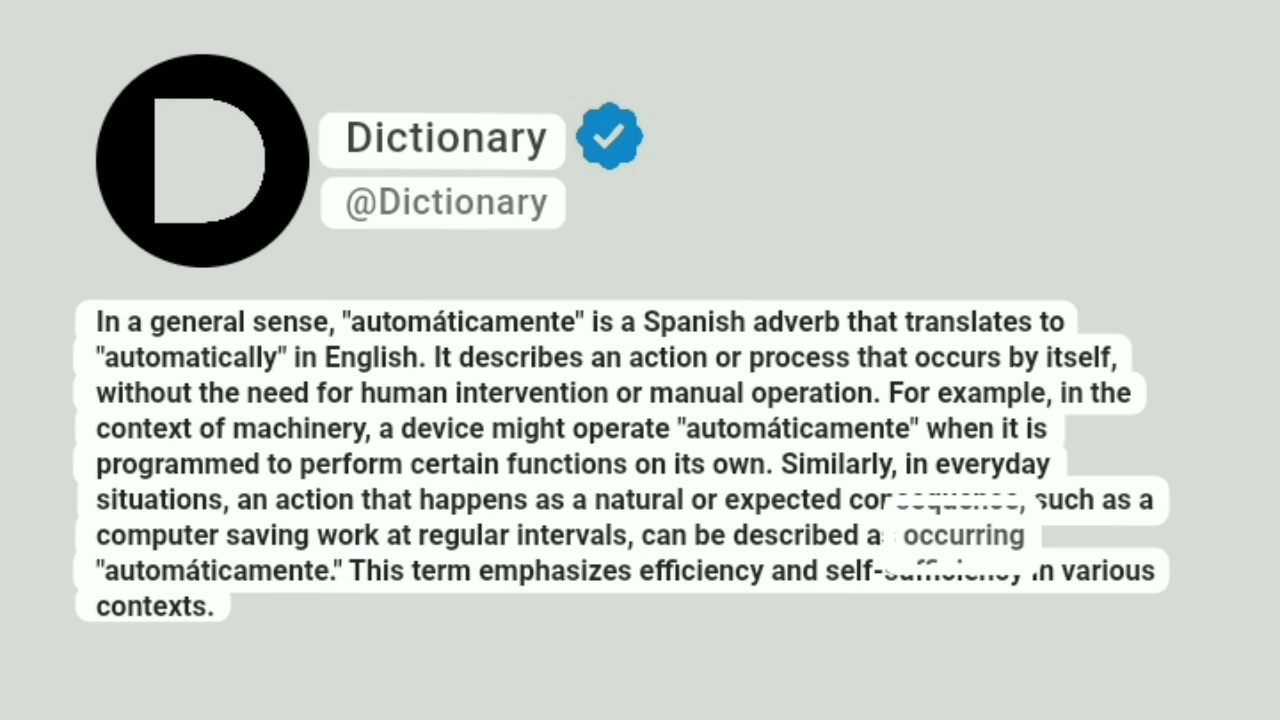 D
Dictionary
@Dictionary
In a general sense, "automáticamente" is a Spanish adverb that translates to
"automatically" in English. It describes an action or process that occurs by itself,
without the need for human intervention or manual operation. For example, in the
context of machinery, a device might operate "automáticamente" when it is
programmed to perform certain functions on its own. Similarly, in everyday
situations, an action that happens as a natural or expected consequence, such as a
computer saving work at regular intervals, can be described as occurring
"automáticamente." This term emphasizes efficiency and self-sufficiency in various
contexts.